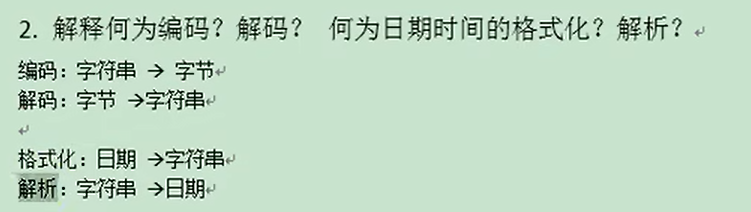 2. 解释何为编码？解码？ 何为日期时间的格式化？解析？
编码：字符串 → 字节
解码：字节 →字符串
格式化：日期 →字符串
解析：字符串 →日期